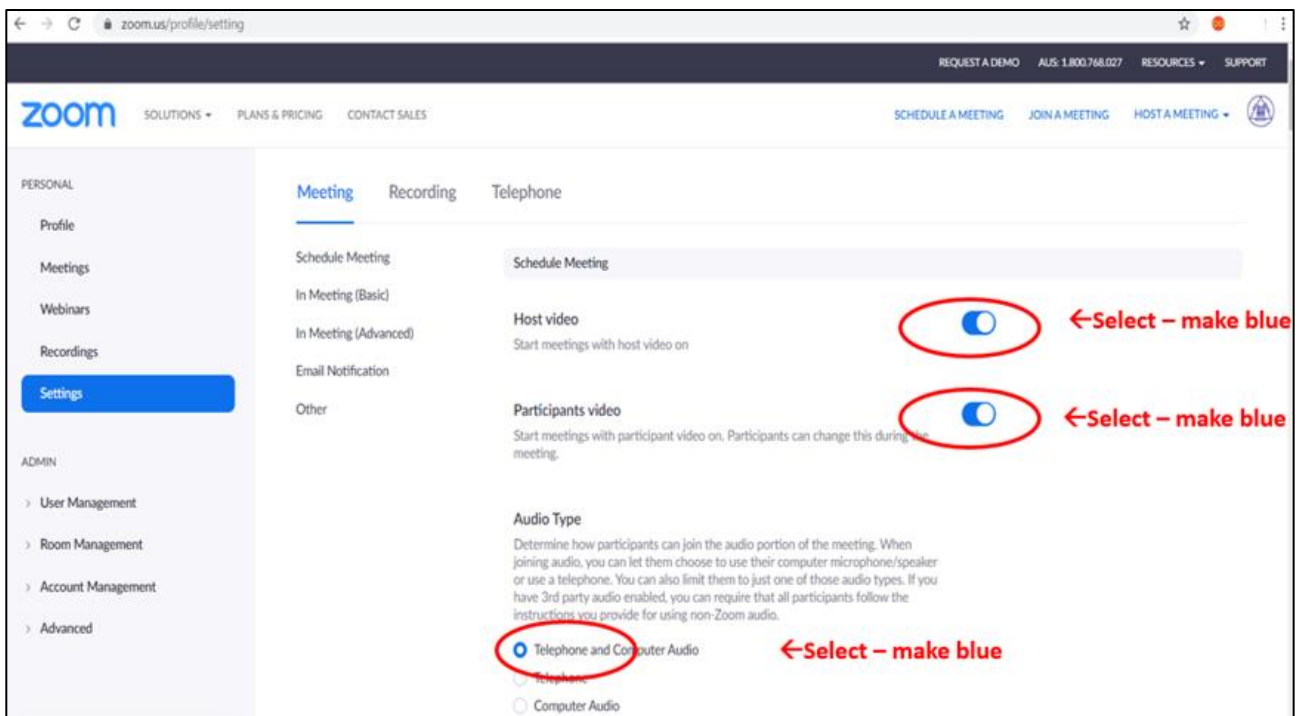 zoom.us/profile/setting
REQUEST A DEMO AUS: 1.800.768.027 RESOURCES SUPPORT
zoom SOLUTIONS PLANS & PRICING CONTACT SALES SCHEDULE A MEETING JOIN A MEETING HOST A MEETING
PERSONAL
Profile
Meetings
Webinars
Recordings
Settings
ADMIN
User Management
Room Management
Account Management
Advanced
Meeting Recording Telephone
Schedule Meeting
In Meeting (Basic)
In Meeting (Advanced)
Email Notification
Other
Schedule Meeting
Host video
Start meetings with host video on
←Select – make blue
Participants video
Start meetings with participant video on. Participants can change this during the
meeting.
←Select – make blue
Audio Type
Determine how participants can join the audio portion of the meeting. When
joining audio, you can let them choose to use their computer microphone/speaker
or use a telephone. You can also limit them to just one of those audio types. If you
have 3rd party audio enabled, you can require that all participants follow the
instructions you provide for using non-Zoom audio.
Telephone and Computer Audio ←Select – make blue
Telephone
Computer Audio